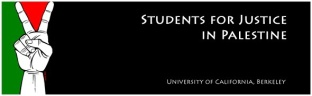 Students for Justice
in Palestine
University of California, Berkeley